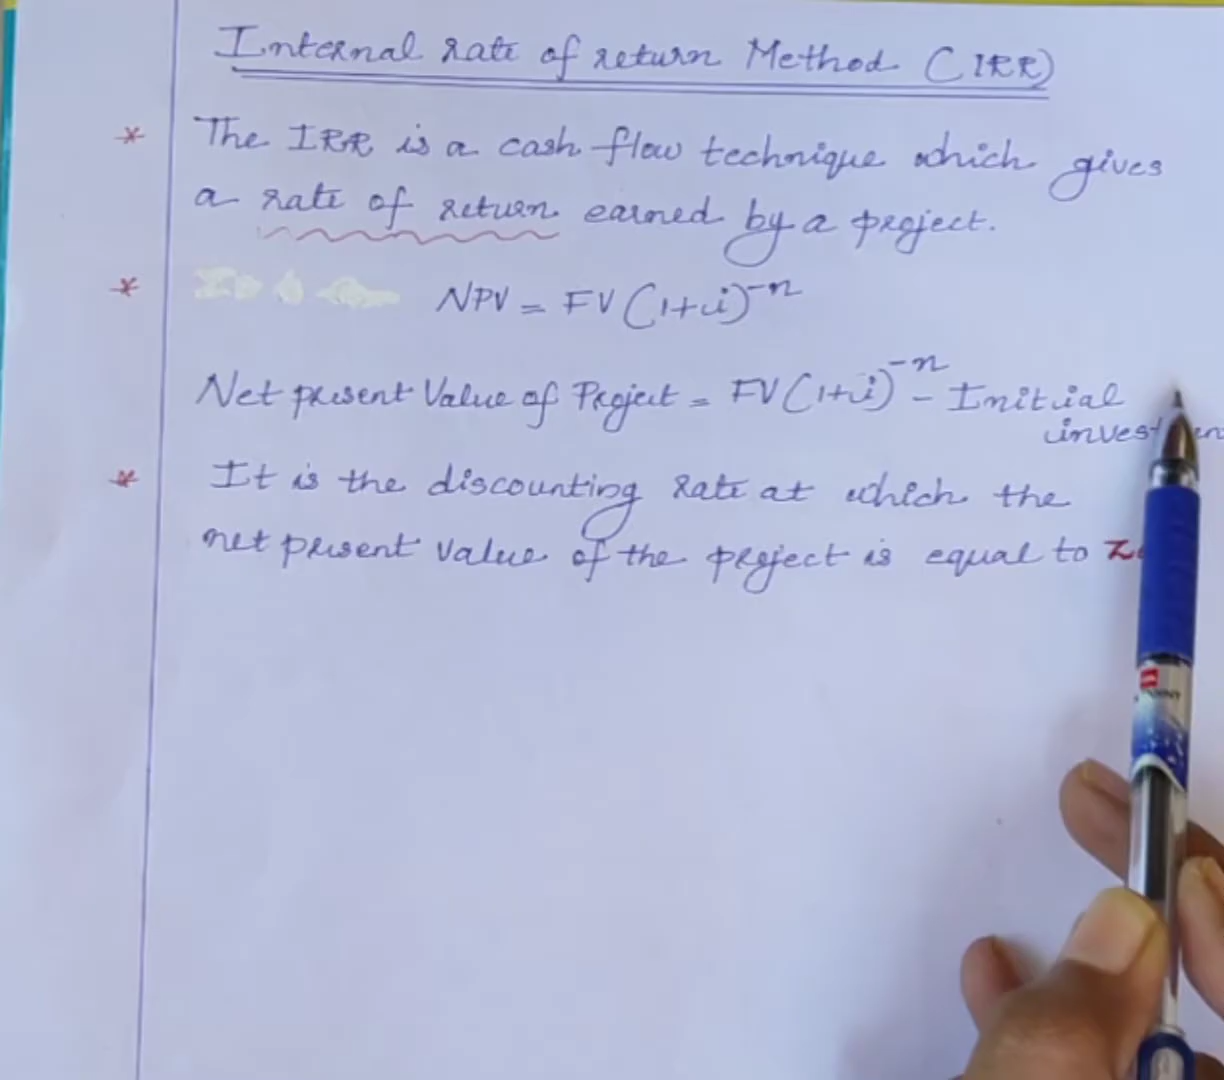 Internal rate of return Method (IRR)
* The IRR is a cash flow technique which gives
a rate of return earned by a project.
* NPV = FV (1+i)^-n
Net present Value of Project = FV (1+i)^-n - Initial
* It is the discounting rate at which the
net present value of the project is equal to